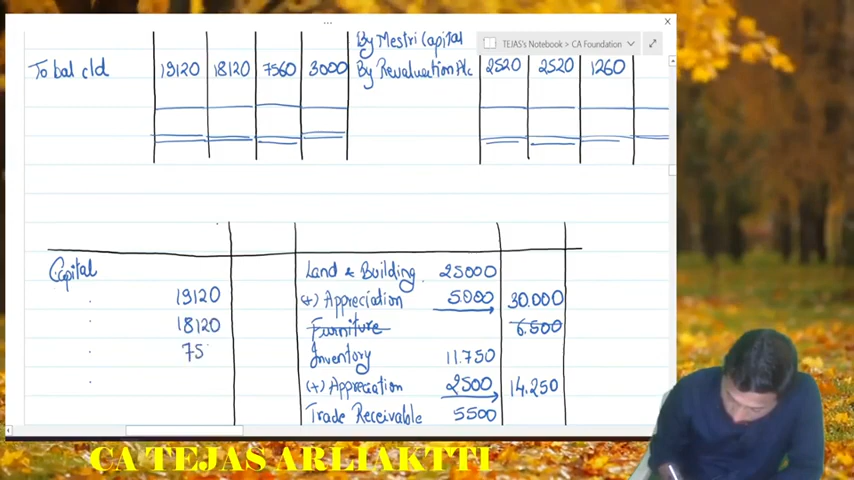 By Mestri Capital
TEJAS's Notebook > CA Foundation
To bal c/d 19120 18120 7560 3000 By Revaluation A/c 2520 2520 1260
Capital Land & Building 25000
19120 (+) Appreciation 5000 30.000
18120 Furniture 6.500
75 Inventory 11.750
(+) Appreciation 2500 14.250
Trade Receivable 5500
CA TEJAS ARLIAKTTI